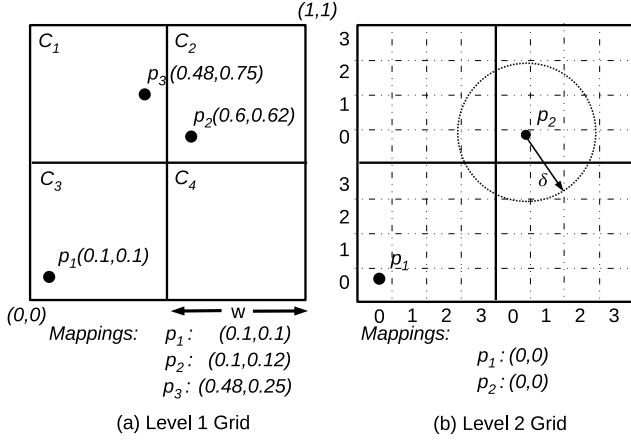 (1,1)
C1
C2
p3(0.48,0.75)
p2(0.6,0.62)
C3
C4
p1(0.1,0.1)
(0,0)
w
Mappings:
p1: (0.1,0.1)
p2: (0.1,0.12)
p3: (0.48,0.25)
(a) Level 1 Grid
3
2
1
0
3
2
1
0
p2
δ
p1
0 1 2 3 0 1 2 3
Mappings:
p1: (0,0)
p2: (0,0)
(b) Level 2 Grid